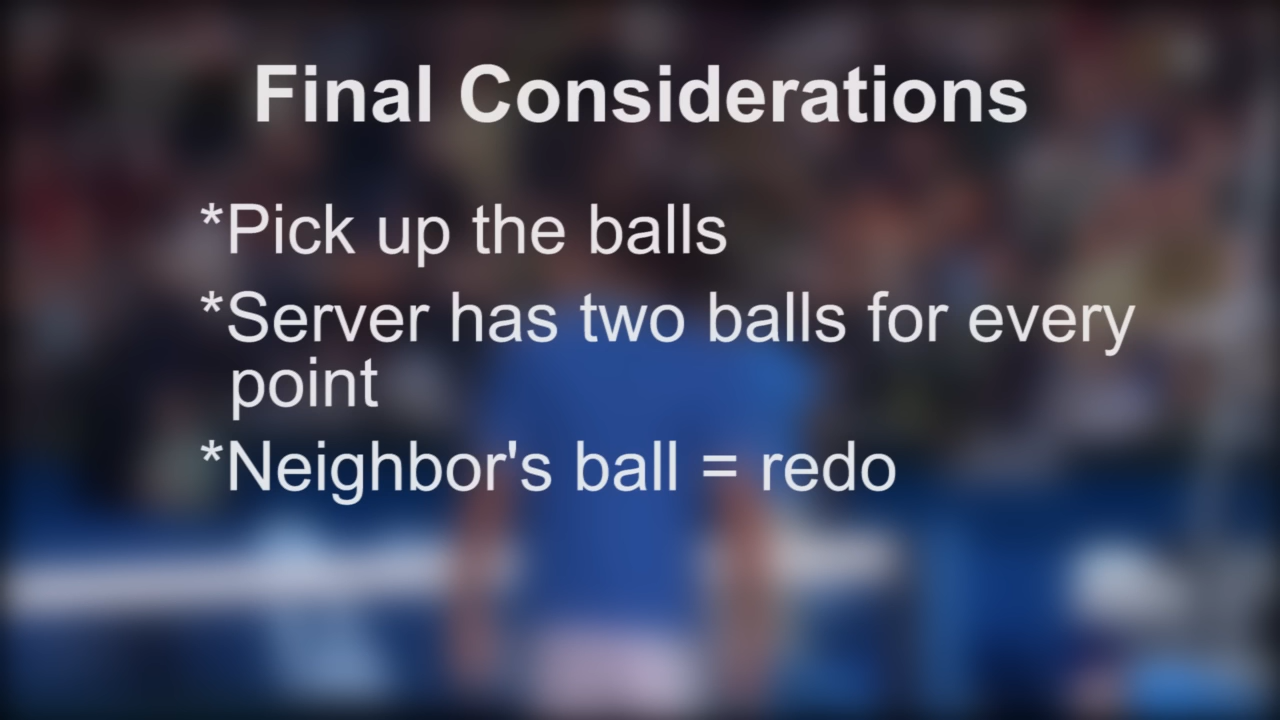 Final Considerations
*Pick up the balls
*Server has two balls for every
point
*Neighbor's ball = redo